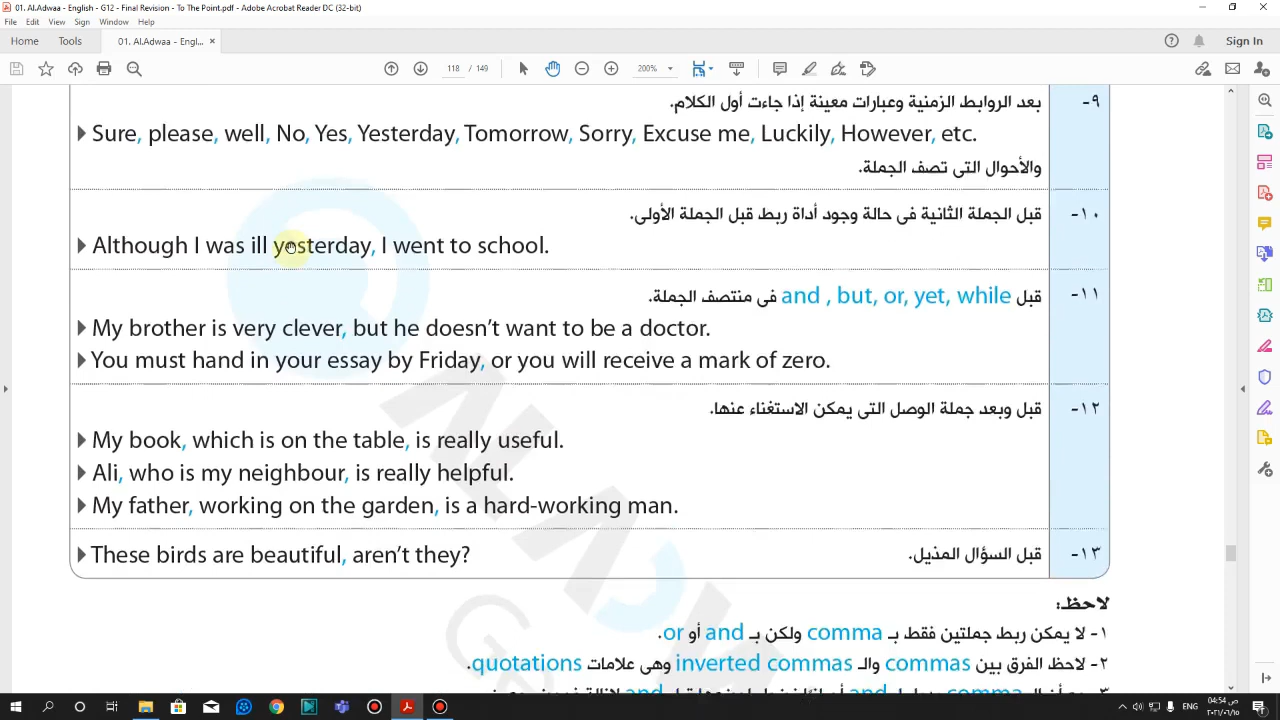 01. Al.Adwaa - English - G12 - Final Revision - To The Point.pdf - Adobe Acrobat Reader DC (32-bit)
File Edit View Sign Window Help
Home Tools 01. Al.Adwaa - Engl... × Sign In
118 / 149 200%
٩- بعد الروابط الزمنية وعبارات معينة إذا جاءت أول الكلام.
Sure, please, well, No, Yes, Yesterday, Tomorrow, Sorry, Excuse me, Luckily, However, etc.
والأحوال التى تصف الجملة.
١٠- قبل الجملة الثانية فى حالة وجود أداة ربط قبل الجملة الأولى.
Although I was ill yesterday, I went to school.
١١- قبل and , but, or, yet, while فى منتصف الجملة.
My brother is very clever, but he doesn't want to be a doctor.
You must hand in your essay by Friday, or you will receive a mark of zero.
١٢- قبل وبعد جملة الوصل التى يمكن الاستغناء عنها.
My book, which is on the table, is really useful.
Ali, who is my neighbour, is really helpful.
My father, working on the garden, is a hard-working man.
١٣- قبل السؤال المذيل.
These birds are beautiful, aren't they?
لاحظ:
١- لا يمكن ربط جملتين فقط بـ comma ولكن بـ and أو or.
٢- لاحظ الفرق بين commas والـ inverted commas وهى علامات quotations.
ENG ص 04:54